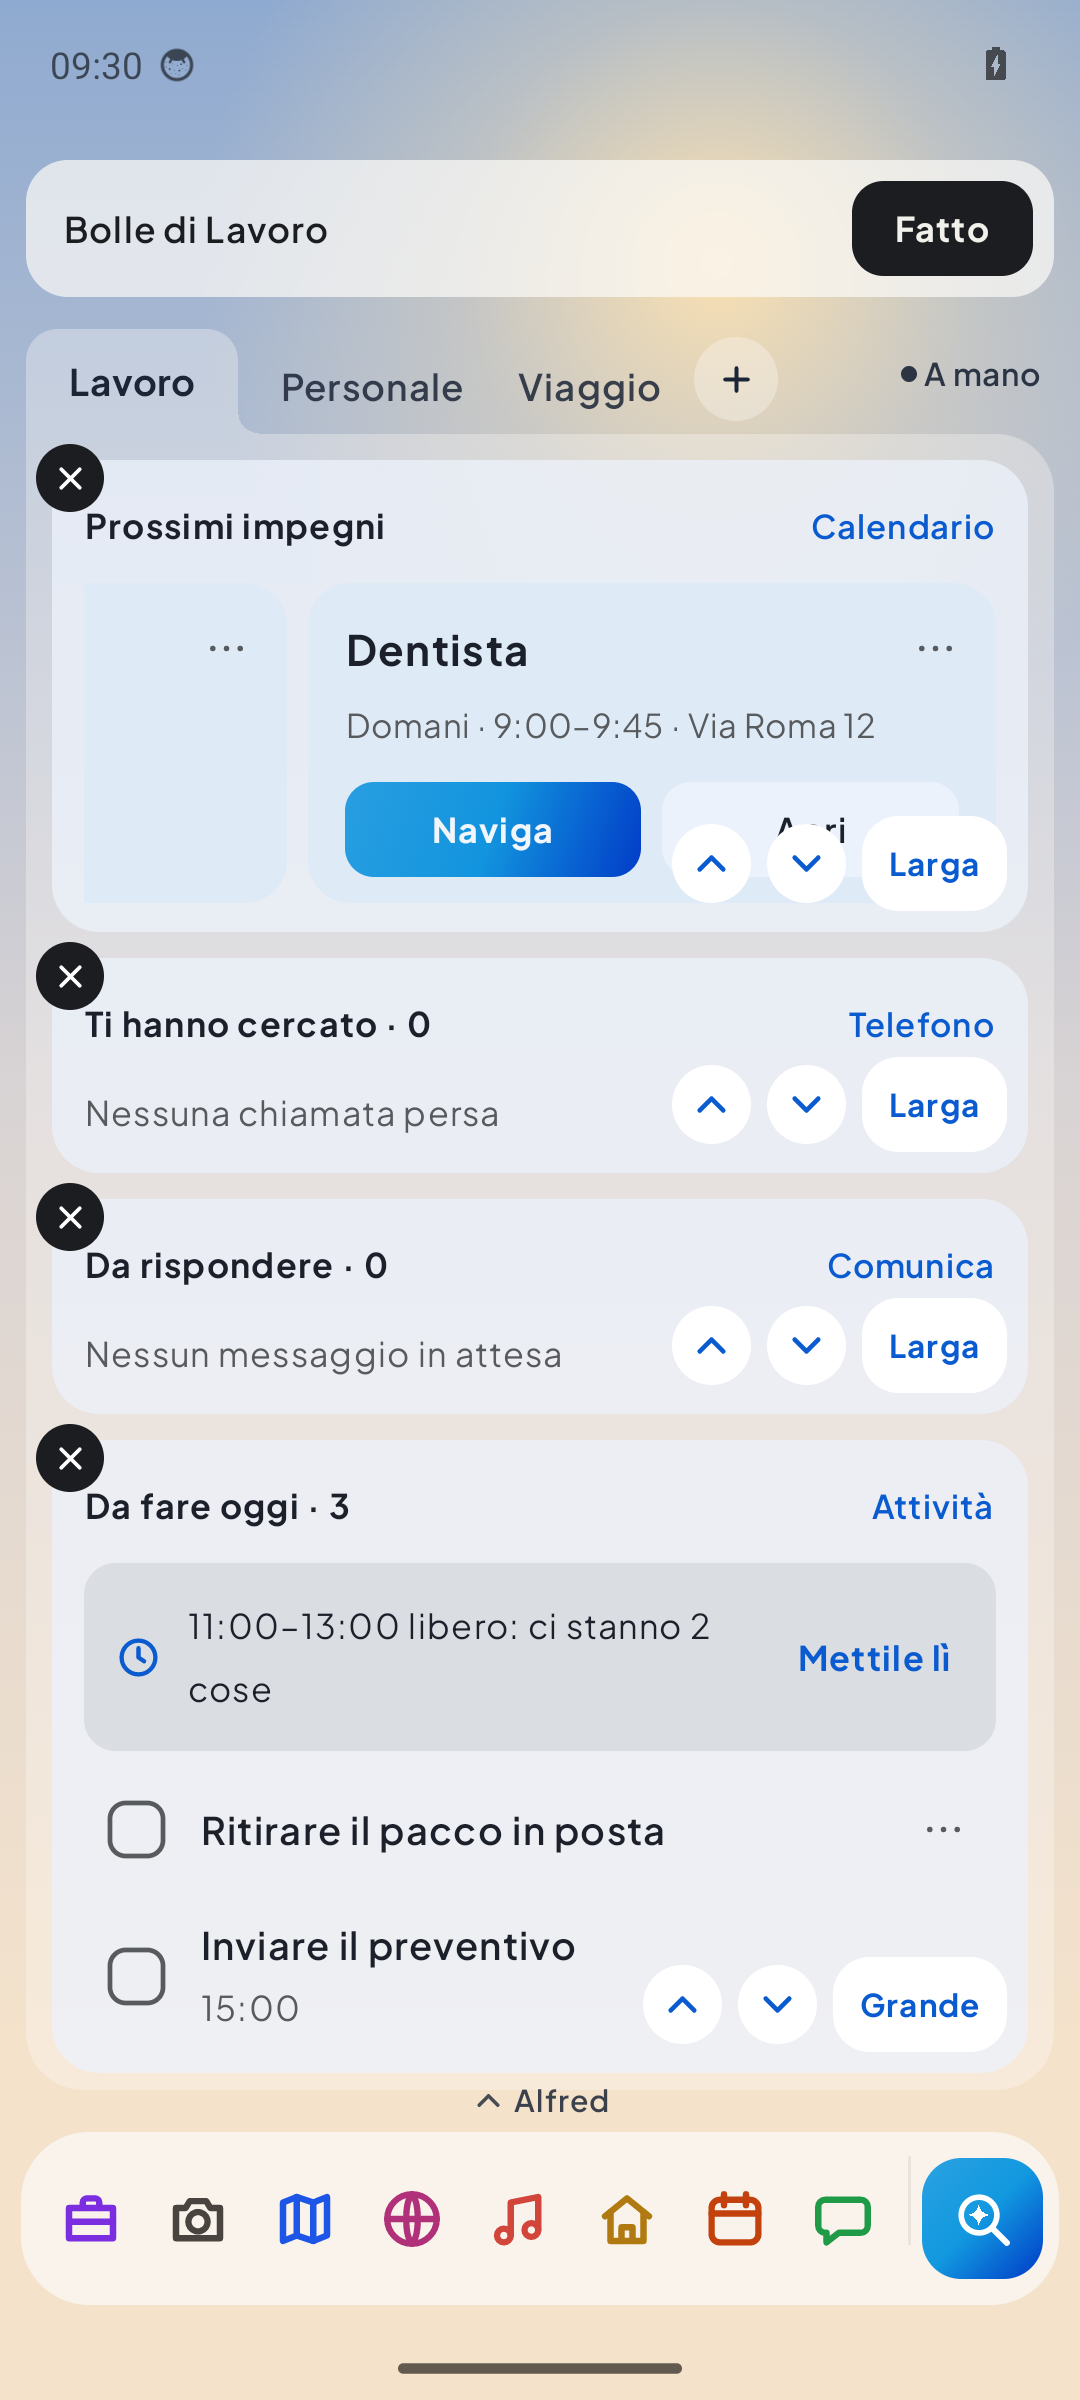 09:30
Bolle di Lavoro
Fatto
Lavoro
Personale
Viaggio
A mano
Prossimi impegni
Calendario
Dentista
Domani · 9:00–9:45 · Via Roma 12
Naviga
Larga
Ti hanno cercato · 0
Telefono
Nessuna chiamata persa
Larga
Da rispondere · 0
Comunica
Nessun messaggio in attesa
Larga
Da fare oggi · 3
Attività
11:00–13:00 libero: ci stanno 2
cose
Mettile lì
Ritirare il pacco in posta
Inviare il preventivo
15:00
Grande
Alfred